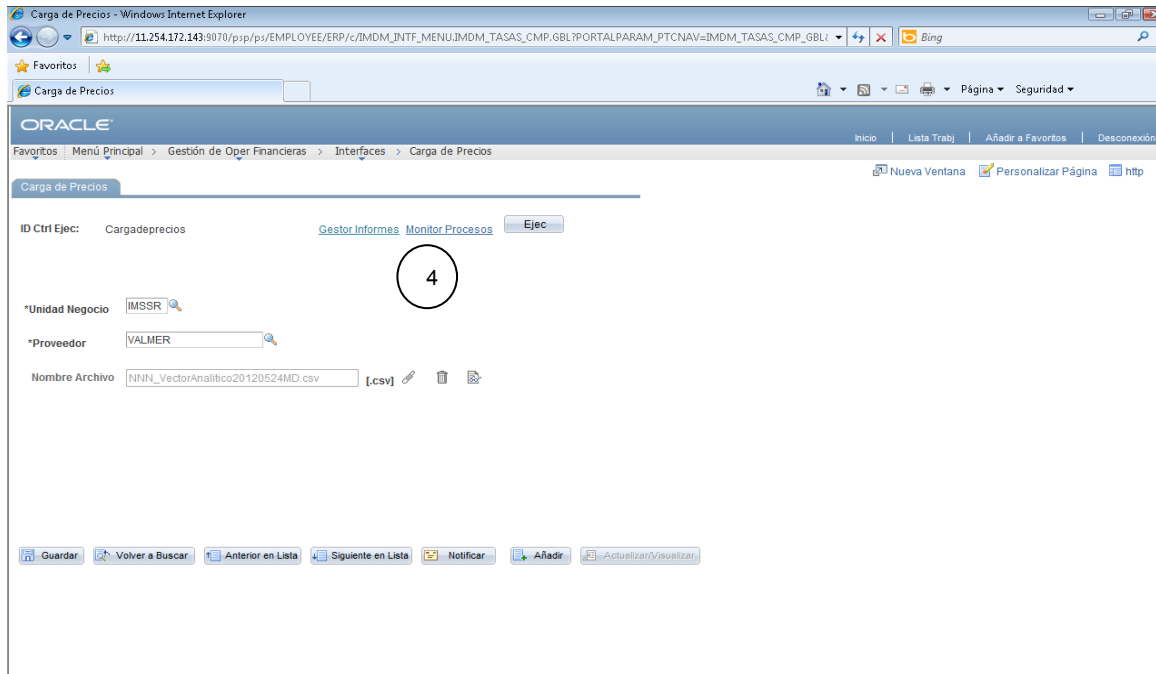 Carga de Precios - Windows Internet Explorer
http://11.254.172.143:9070/psp/ps/EMPLOYEE/ERP/c/IMDM_INTF_MENU.IMDM_TASAS_CMP.GBL?PORTALPARAM_PTCNAV=IMDM_TASAS_CMP_GBL& Bing
Favoritos
Carga de Precios Página Seguridad
ORACLE
Inicio | Lista Trabj | Añadir a Favoritos | Desconexión
Favoritos Menú Principal > Gestión de Oper Financieras > Interfaces > Carga de Precios
Nueva Ventana Personalizar Página http
Carga de Precios
ID Ctrl Ejec: Cargadeprecios Gestor Informes Monitor Procesos Ejec
4
*Unidad Negocio IMSSR
*Proveedor VALMER
Nombre Archivo NNN_VectorAnalitico20120524MD.csv [.csv]
Guardar Volver a Buscar Anterior en Lista Siguiente en Lista Notificar Añadir Actualizar/Visualizar